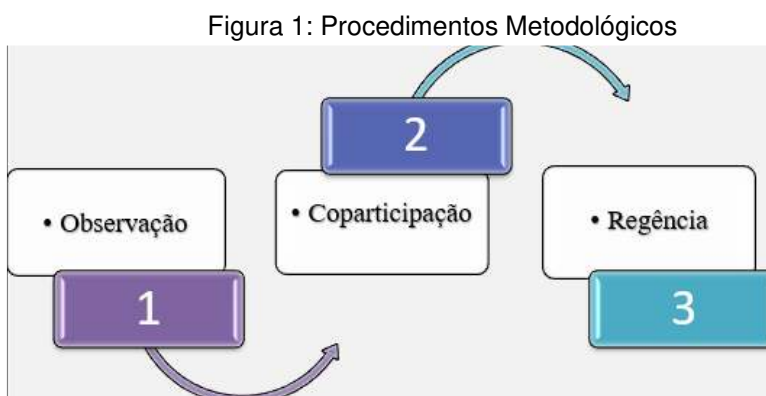 Figura 1: Procedimentos Metodológicos
• Observação
1
2
• Coparticipação
• Regência
3